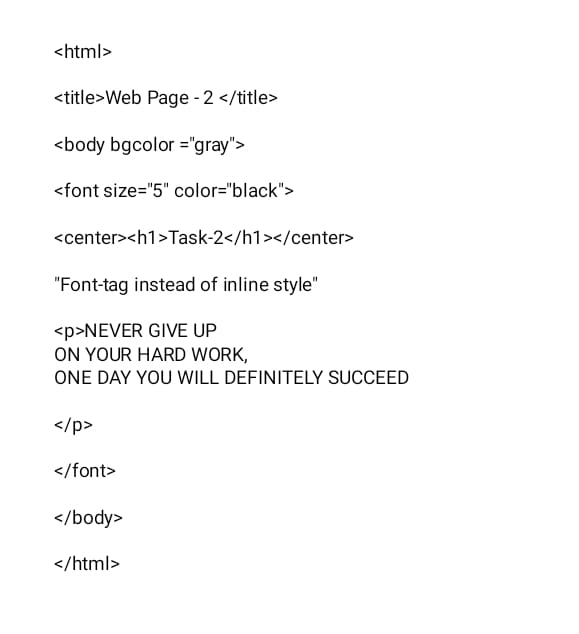 <html>
<title>Web Page - 2 </title>
<body bgcolor ="gray">
<font size="5" color="black">
<center><h1>Task-2</h1></center>
"Font-tag instead of inline style"
<p>NEVER GIVE UP
ON YOUR HARD WORK,
ONE DAY YOU WILL DEFINITELY SUCCEED
</p>
</font>
</body>
</html>